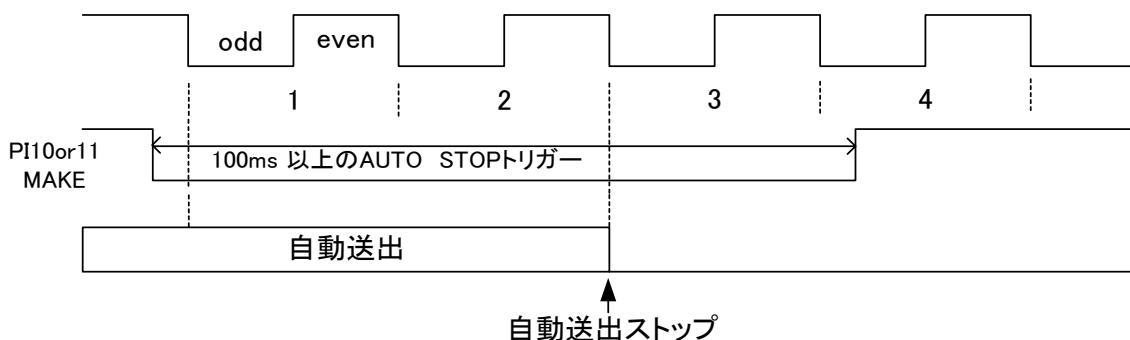 odd even
1 2 3 4
PI10or11
MAKE
100ms 以上のAUTO STOPトリガー
自動送出
自動送出ストップ